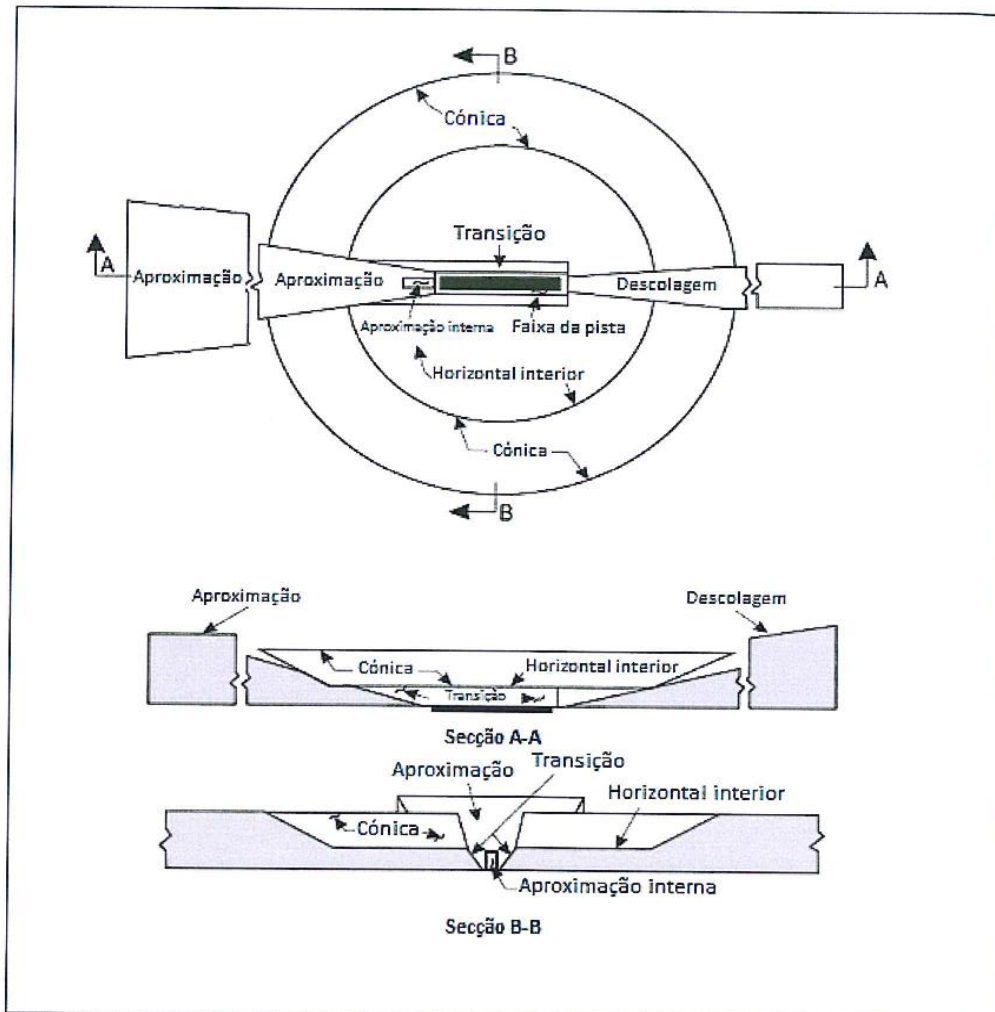 B
Cónica
Transição
A
Aproximação
Aproximação
Descolagem
A
Aproximação interna
Faixa da pista
Horizontal interior
Cónica
B
Aproximação
Descolagem
Cónica
Horizontal interior
Transição
Secção A-A
Aproximação
Transição
Horizontal interior
Cónica
Aproximação interna
Secção B-B